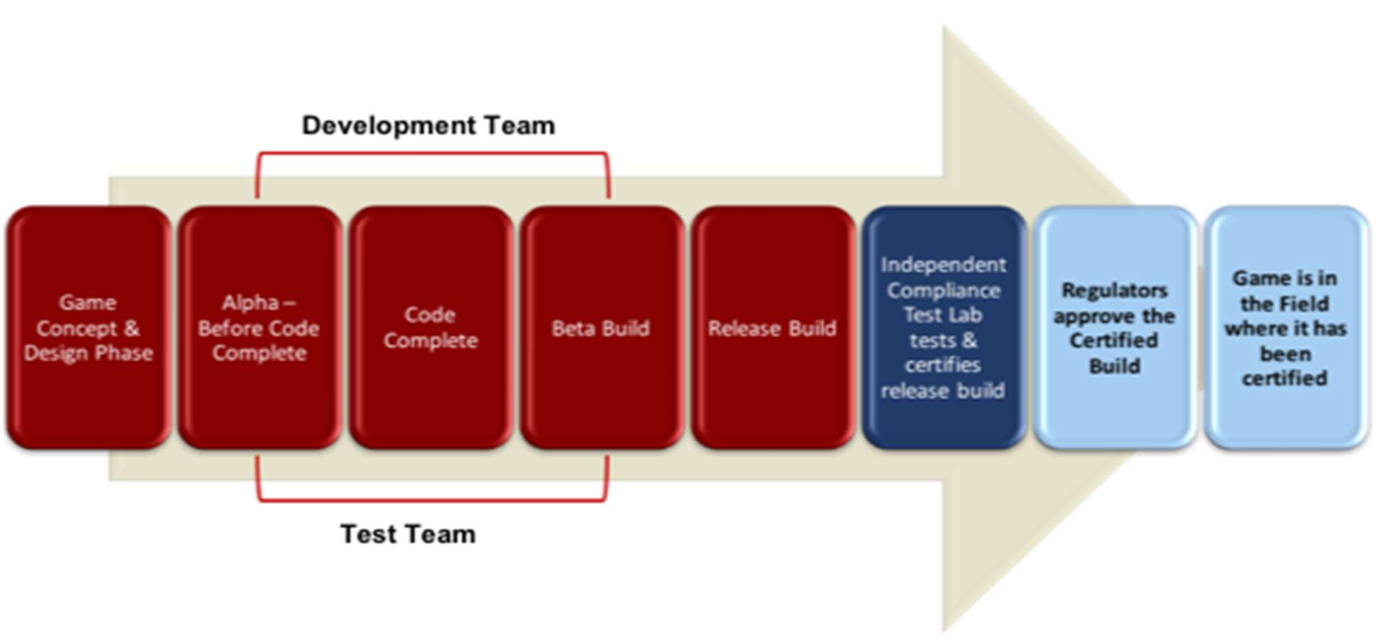 Development Team
Game
Concept &
Design Phase
Alpha –
Before Code
Complete
Code
Complete
Beta Build
Release Build
Independent
Compliance
Test Lab
tests &
certifies
release build
Regulators
approve the
Certified
Build
Game is in
the Field
where it has
been
certified
Test Team